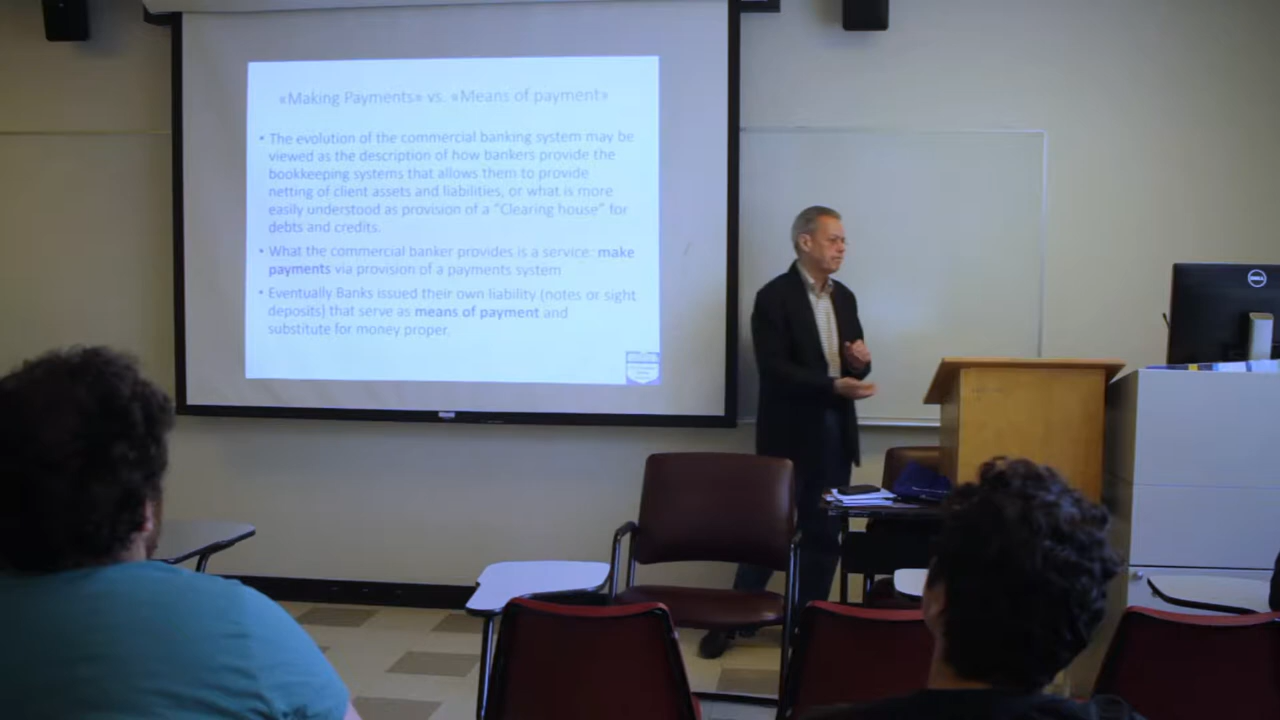 «Making Payments» vs. «Means of payment»
• The evolution of the commercial banking system may be
viewed as the description of how bankers provide the
bookkeeping systems that allows them to provide
netting of client assets and liabilities, or what is more
easily understood as provision of a "Clearing house" for
debts and credits.
• What the commercial banker provides is a service: make
payments via provision of a payments system
• Eventually Banks issued their own liability (notes or sight
deposits) that serve as means of payment and
substitute for money proper.
DELL